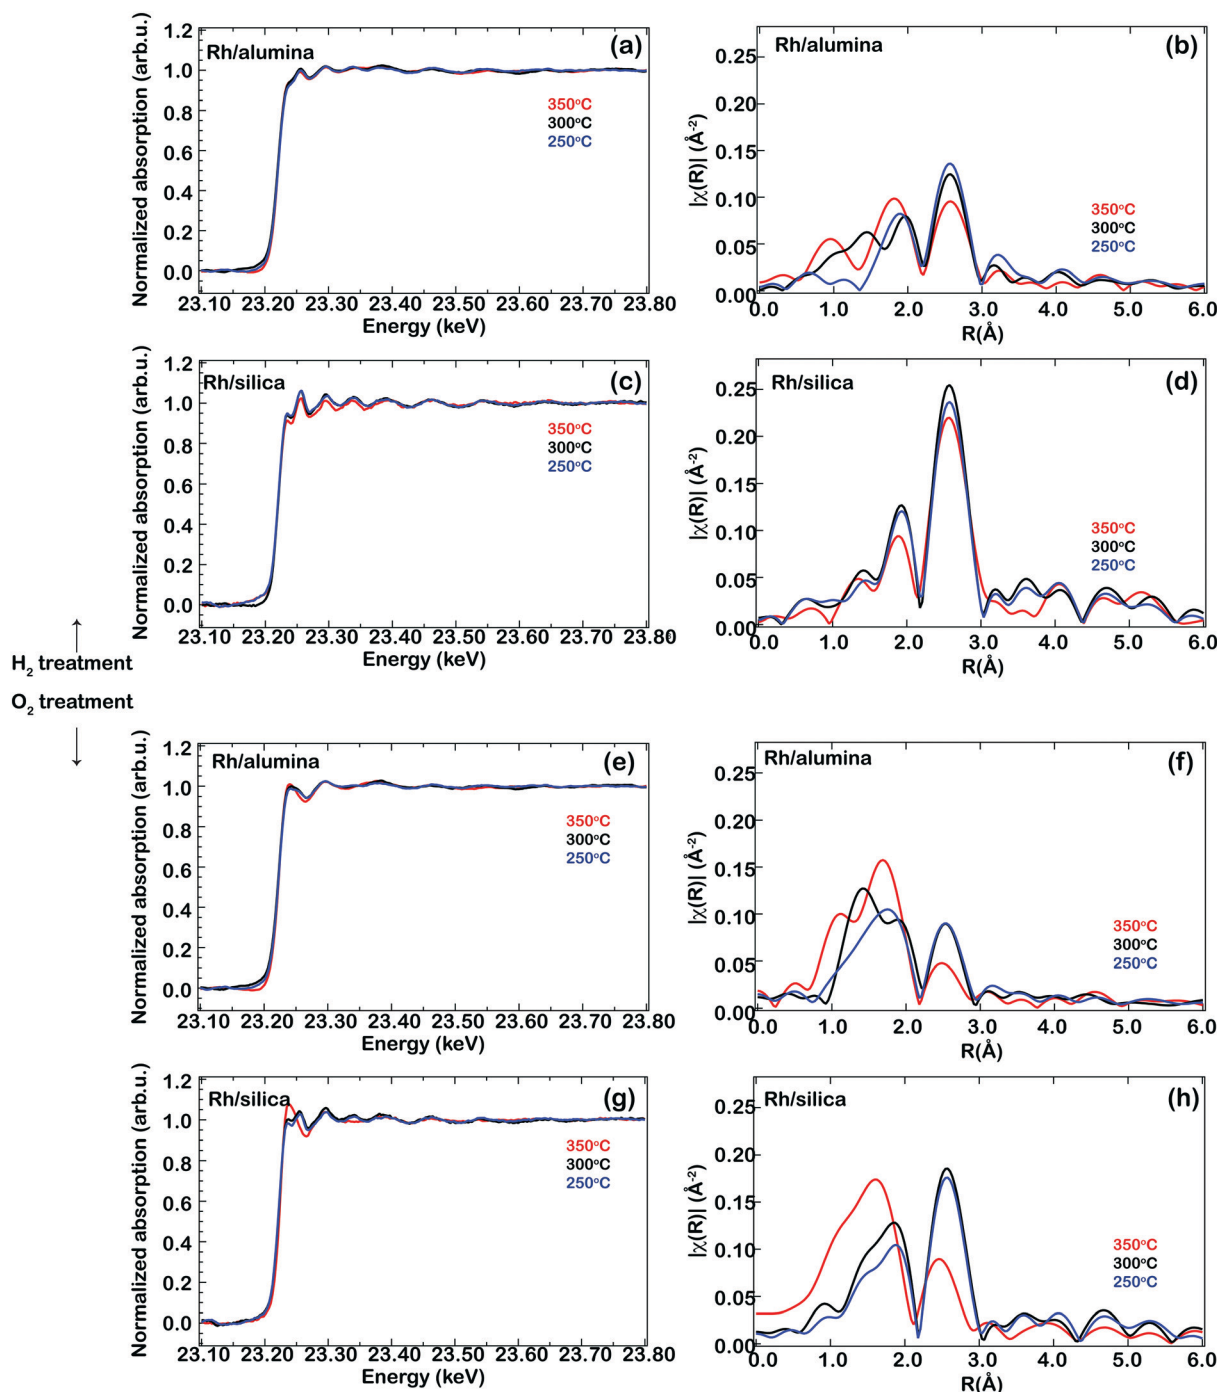 Normalized absorption (arb.u.)
1.2
1.0
0.8
0.6
0.4
0.2
0.0
Rh/alumina
(a)
350°C
300°C
250°C
23.10 23.20 23.30 23.40 23.50 23.60 23.70 23.80
Energy (keV)
|χ(R)| (Å⁻²)
0.25
0.20
0.15
0.10
0.05
0.00
Rh/alumina
(b)
350°C
300°C
250°C
0.0 1.0 2.0 3.0 4.0 5.0 6.0
R(Å)
Normalized absorption (arb.u.)
1.2
1.0
0.8
0.6
0.4
0.2
0.0
Rh/silica
(c)
350°C
300°C
250°C
23.10 23.20 23.30 23.40 23.50 23.60 23.70 23.80
Energy (keV)
|χ(R)| (Å⁻²)
0.25
0.20
0.15
0.10
0.05
0.00
Rh/silica
(d)
350°C
300°C
250°C
0.0 1.0 2.0 3.0 4.0 5.0 6.0
R(Å)
H₂ treatment
O₂ treatment
Normalized absorption (arb.u.)
1.2
1.0
0.8
0.6
0.4
0.2
0.0
Rh/alumina
(e)
350°C
300°C
250°C
23.10 23.20 23.30 23.40 23.50 23.60 23.70 23.80
Energy (keV)
|χ(R)| (Å⁻²)
0.25
0.20
0.15
0.10
0.05
0.00
Rh/alumina
(f)
350°C
300°C
250°C
0.0 1.0 2.0 3.0 4.0 5.0 6.0
R(Å)
Normalized absorption (arb.u.)
1.2
1.0
0.8
0.6
0.4
0.2
0.0
Rh/silica
(g)
350°C
300°C
250°C
23.10 23.20 23.30 23.40 23.50 23.60 23.70 23.80
Energy (keV)
|χ(R)| (Å⁻²)
0.25
0.20
0.15
0.10
0.05
0.00
Rh/silica
(h)
350°C
300°C
250°C
0.0 1.0 2.0 3.0 4.0 5.0 6.0
R(Å)